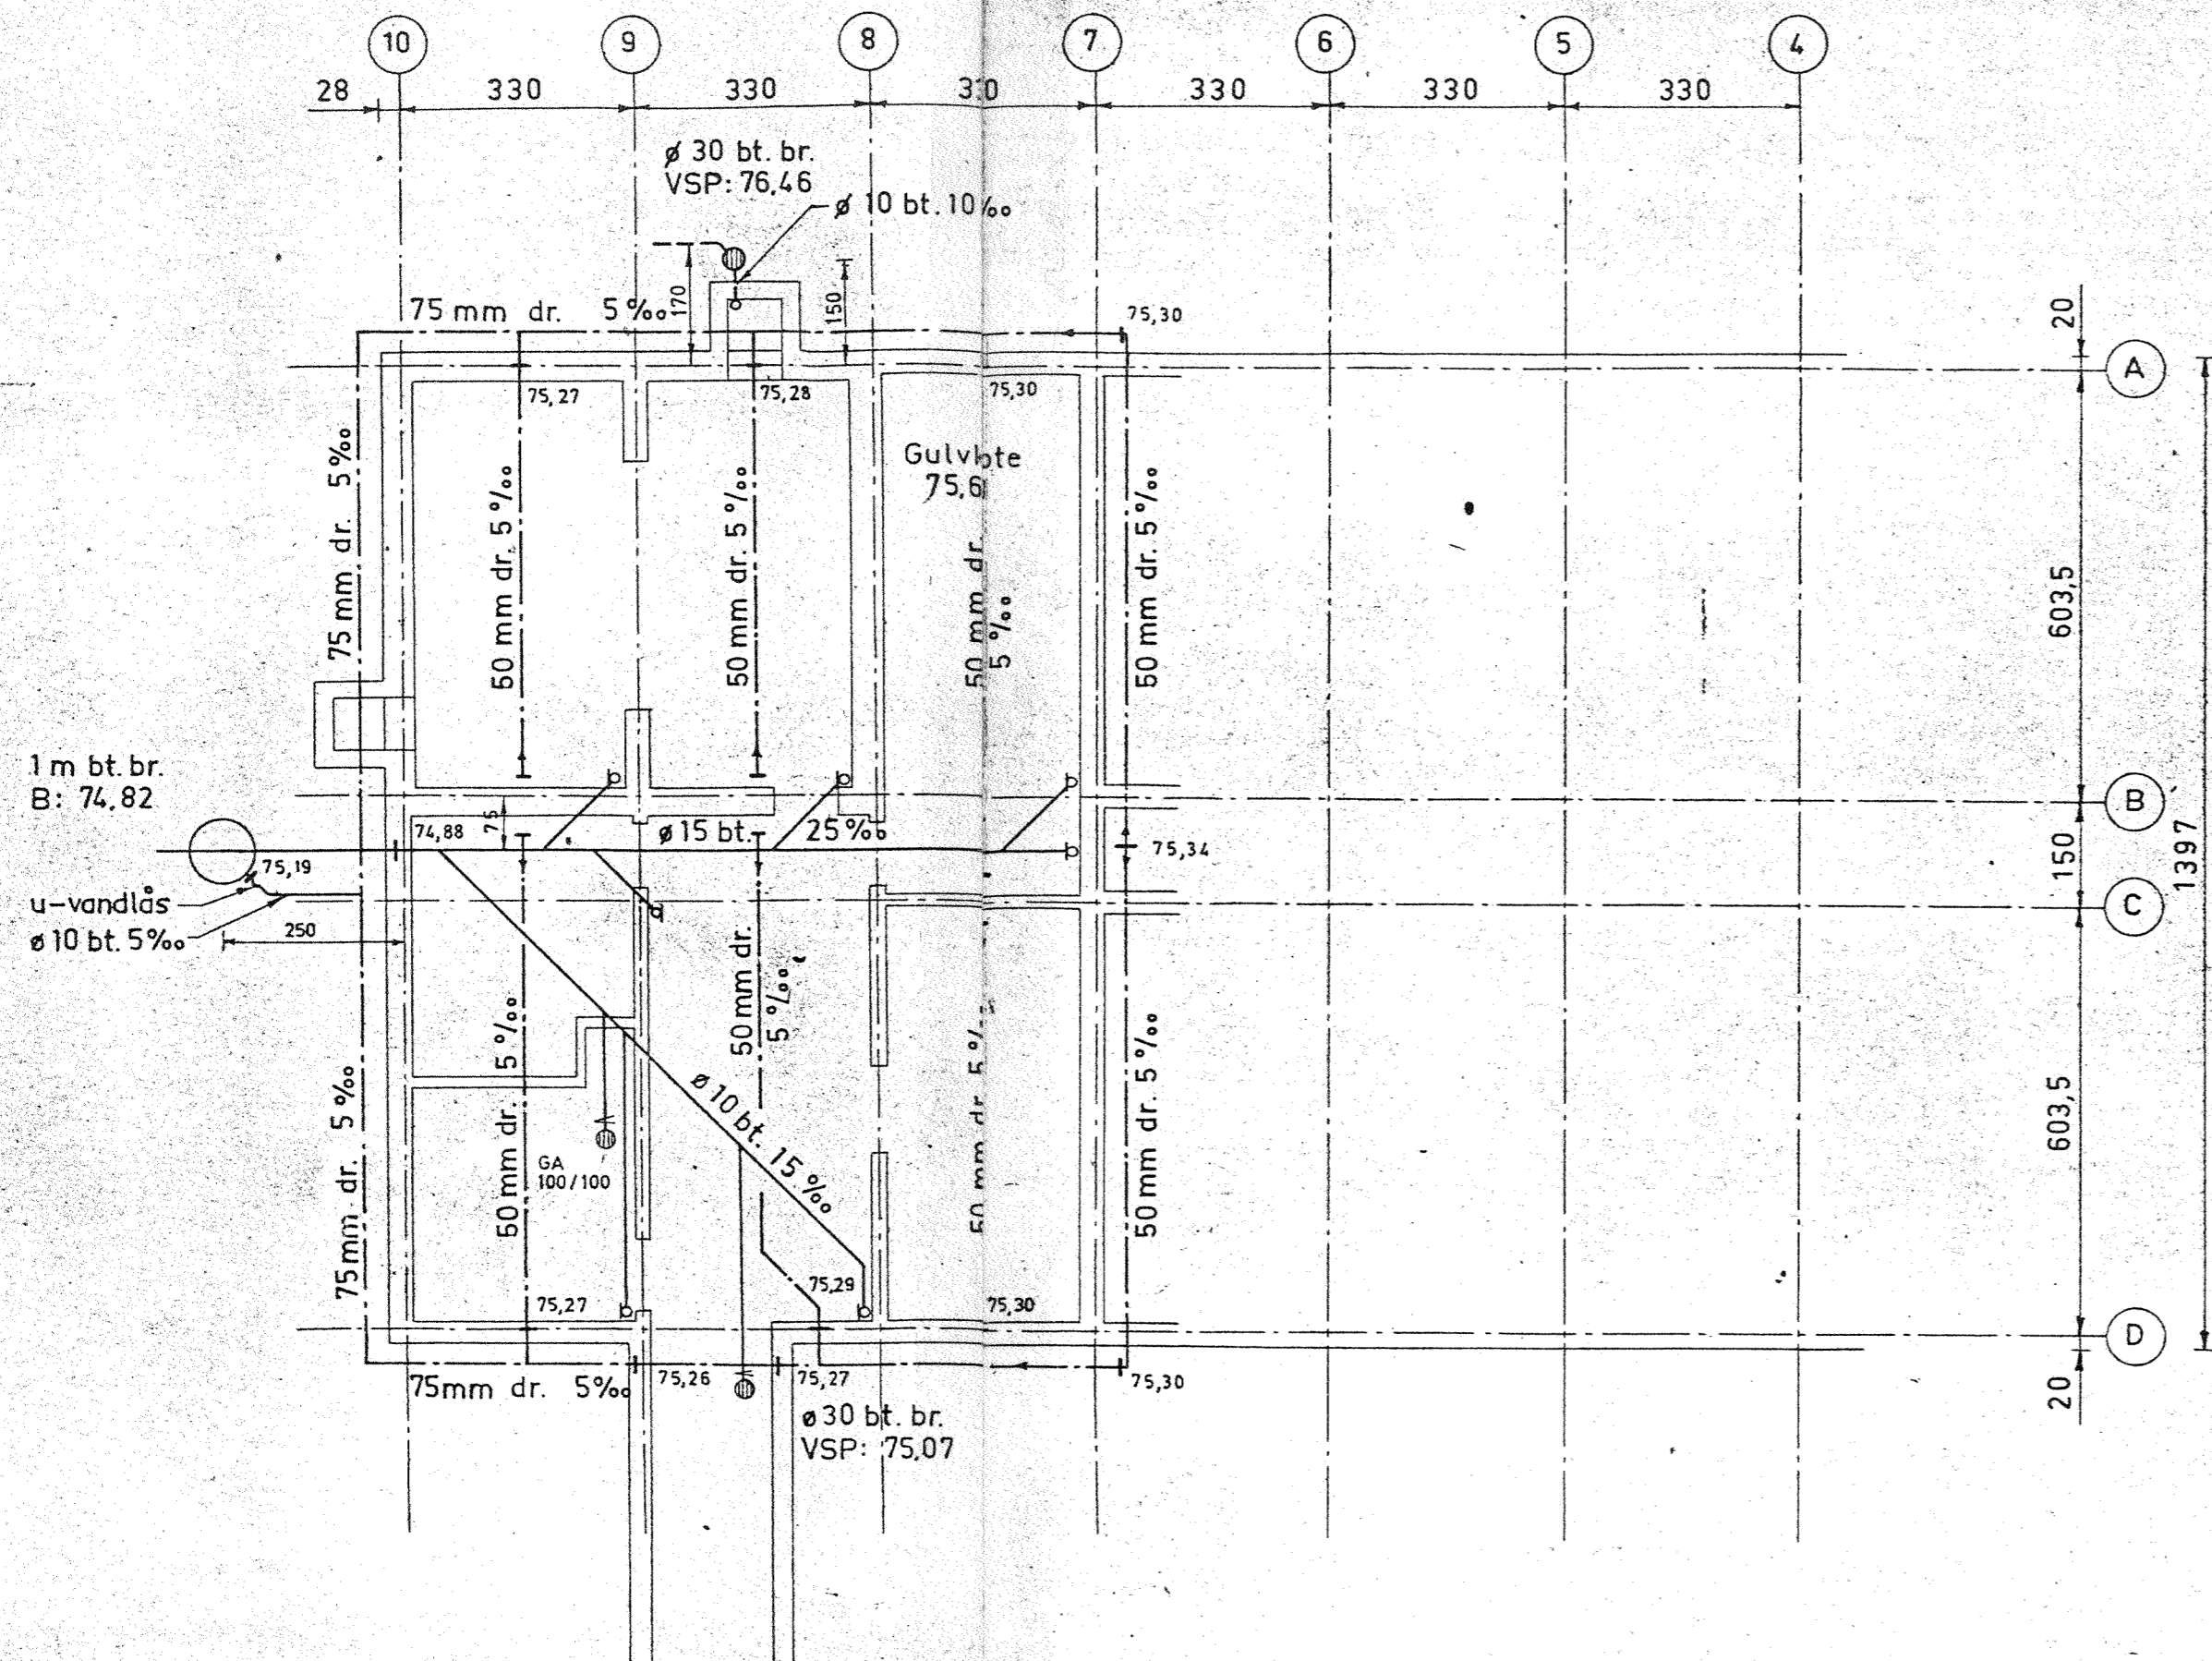 10 9 8 7 6 5 4
28 330 330 330 330 330
ø 30 bt. br.
VSP: 76,46
ø 10 bt. 10‰
170
150
75 mm dr. 5‰
75,30
20
A
75,27
75,28
75,30
75 mm dr. 5‰
50 mm dr. 5‰
50 mm dr. 5‰
75,6
50 mm dr.
5‰
50 mm dr. 5‰
603,5
1 m bt. br.
B: 74,82
B
74,88
75
ø 15 bt. 25‰
75,34
150
1397
75,19
u-vandlås
ø 10 bt. 5‰
250
C
50 mm dr.
5‰
75 mm dr. 5‰
50 mm dr. 5‰
ø 10 bt. 15‰
50 mm dr. 5
50 mm dr. 5‰
603,5
GA
100/100
75,27
75,29
75,30
D
75 mm dr. 5‰
75,26
75,27
75,30
20
ø 30 bt. br.
VSP: 75,07